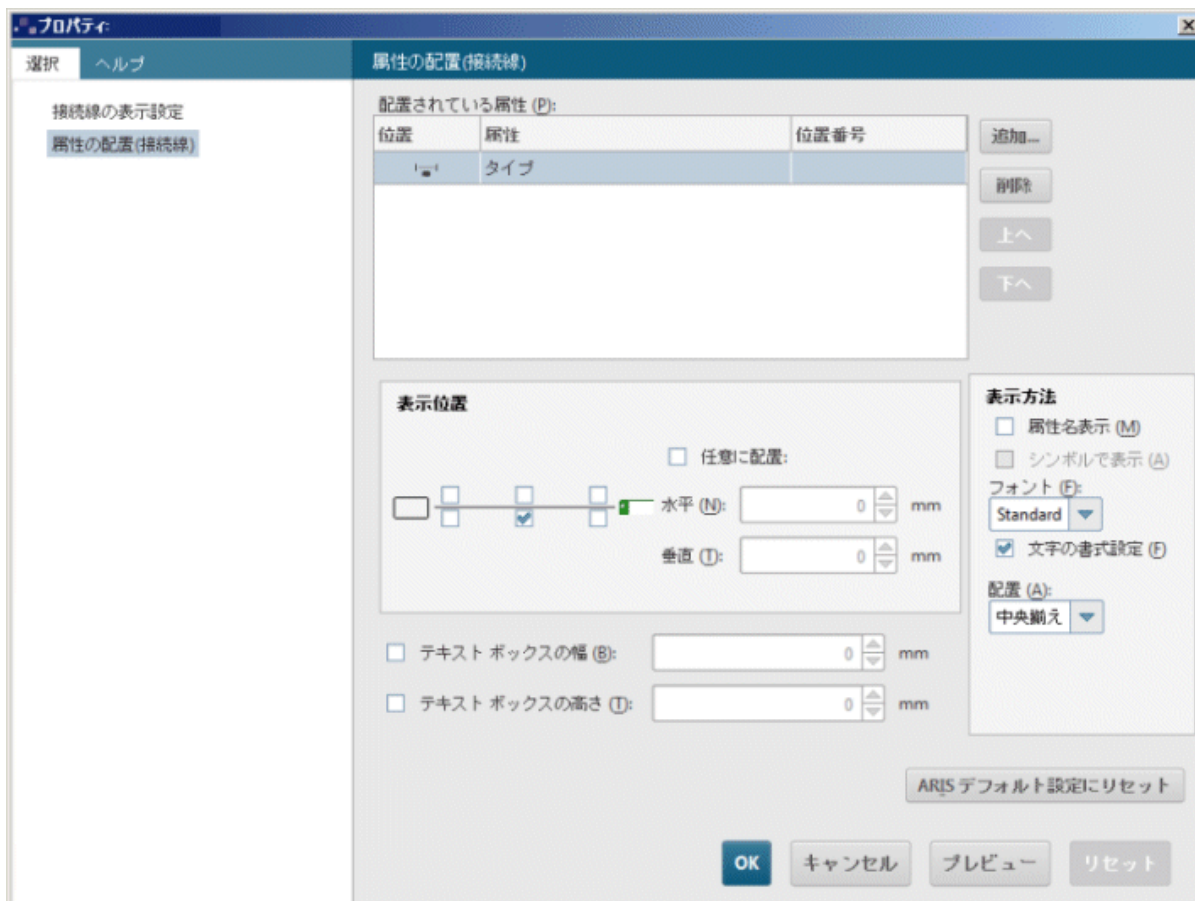 プロパティ:
選択 ヘルプ
接続線の表示設定
属性の配置(接続線)
属性の配置(接続線)
配置されている属性 (P):
位置 属性 位置番号
タイプ
追加...
削除
上へ
下へ
表示位置
任意に配置:
水平 (N): 0 mm
垂直 (T): 0 mm
テキスト ボックスの幅 (B): 0 mm
テキスト ボックスの高さ (T): 0 mm
表示方法
属性名表示 (M)
シンボルで表示 (A)
フォント (F):
Standard
文字の書式設定 (F)
配置 (A):
中央揃え
ARIS デフォルト設定にリセット
OK キャンセル プレビュー リセット